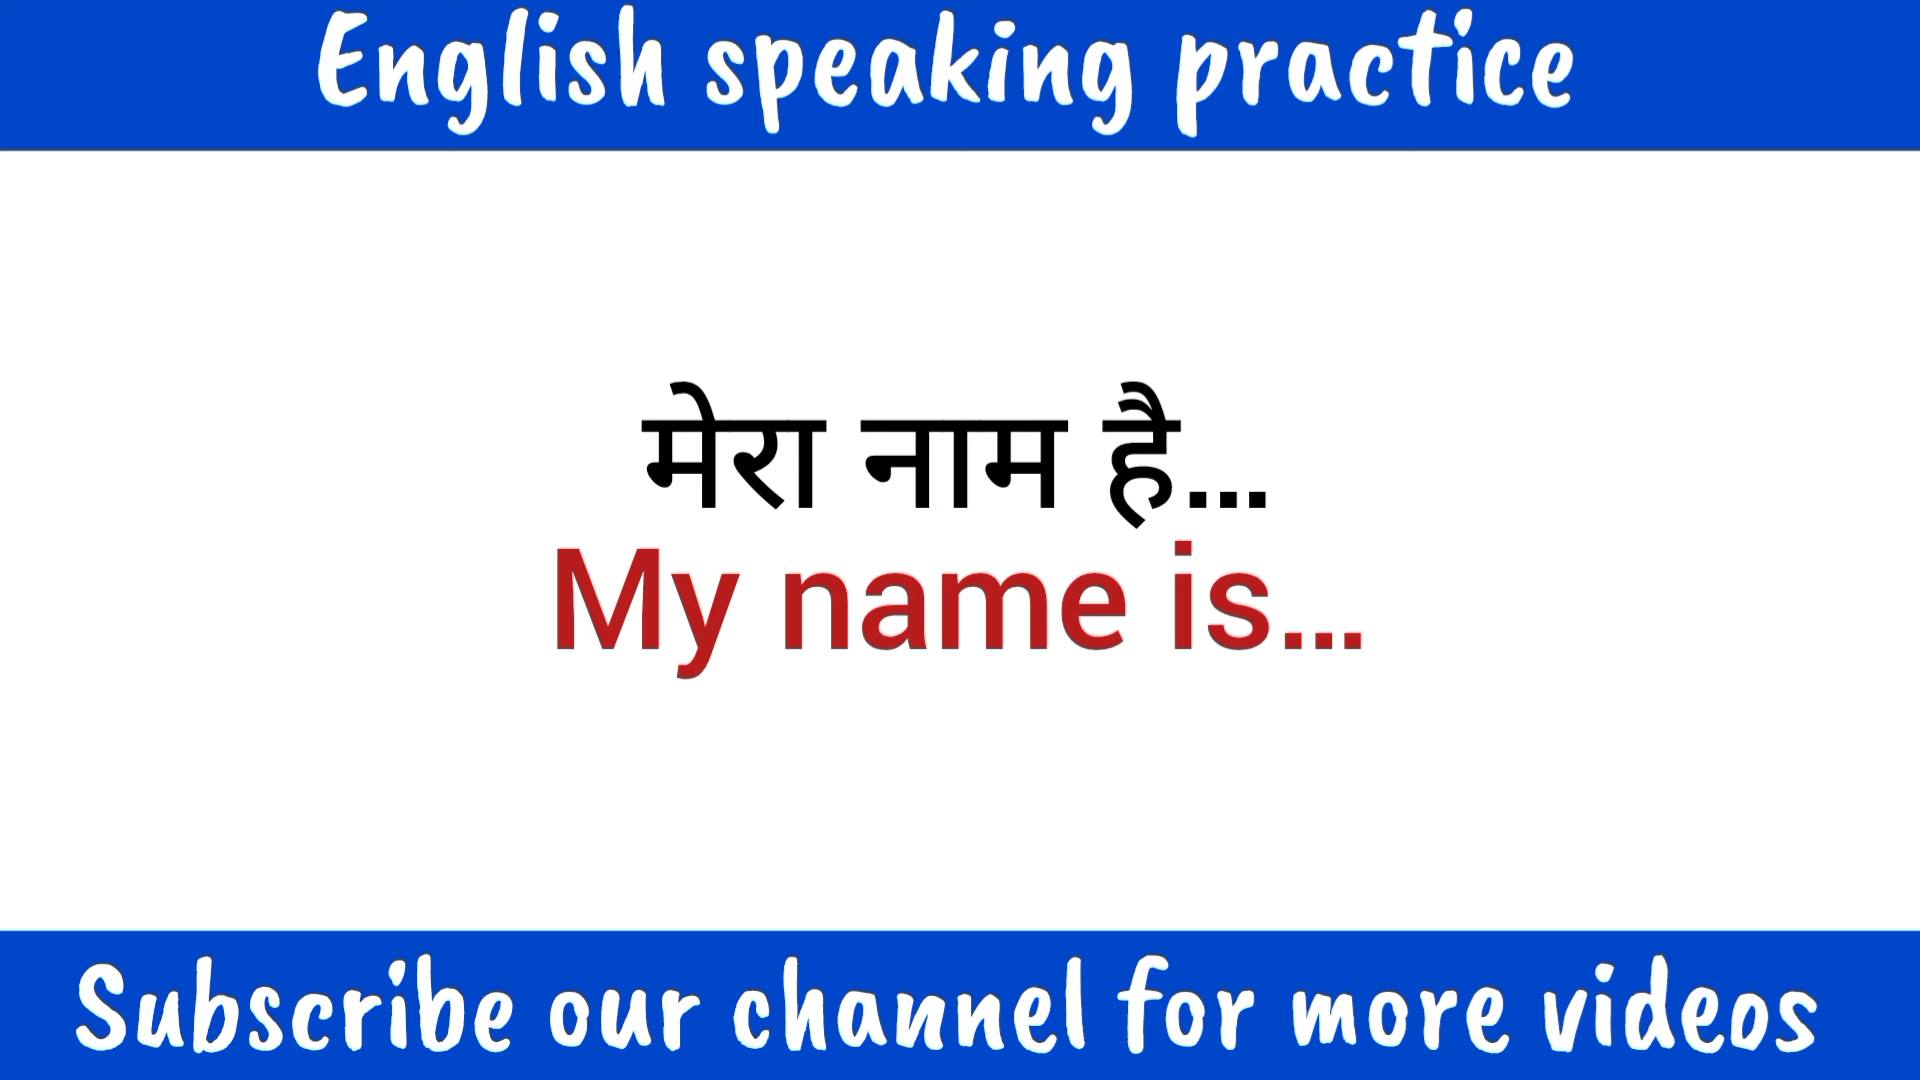 English speaking practice
मेरा नाम है...
My name is...
Subscribe our channel for more videos